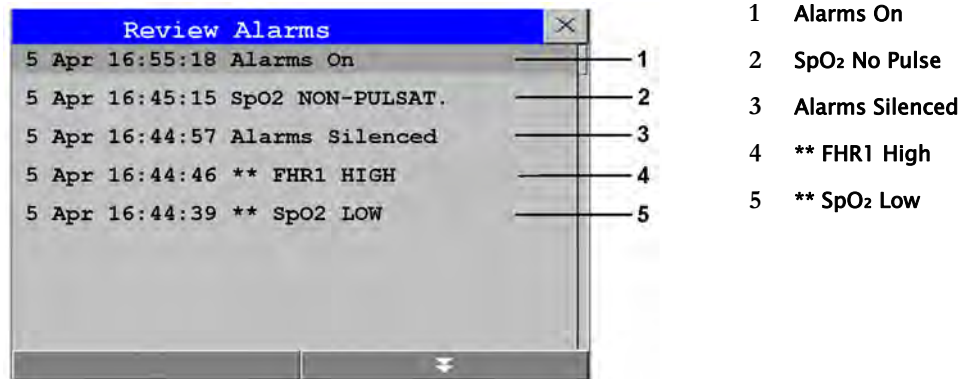 Review Alarms
5 Apr 16:55:18 Alarms On 1
5 Apr 16:45:15 SpO2 NON-PULSAT. 2
5 Apr 16:44:57 Alarms Silenced 3
5 Apr 16:44:46 ** FHR1 HIGH 4
5 Apr 16:44:39 ** SpO2 LOW 5
1 Alarms On
2 SpO₂ No Pulse
3 Alarms Silenced
4 ** FHR1 High
5 ** SpO₂ Low